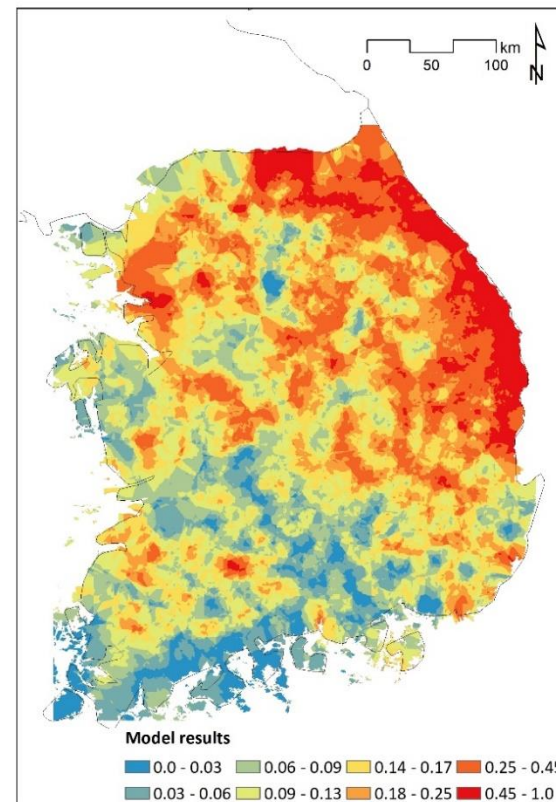 km
0 50 100
N
Model results
0.0 - 0.03 0.06 - 0.09 0.14 - 0.17 0.25 - 0.45
0.03 - 0.06 0.09 - 0.13 0.18 - 0.25 0.45 - 1.0